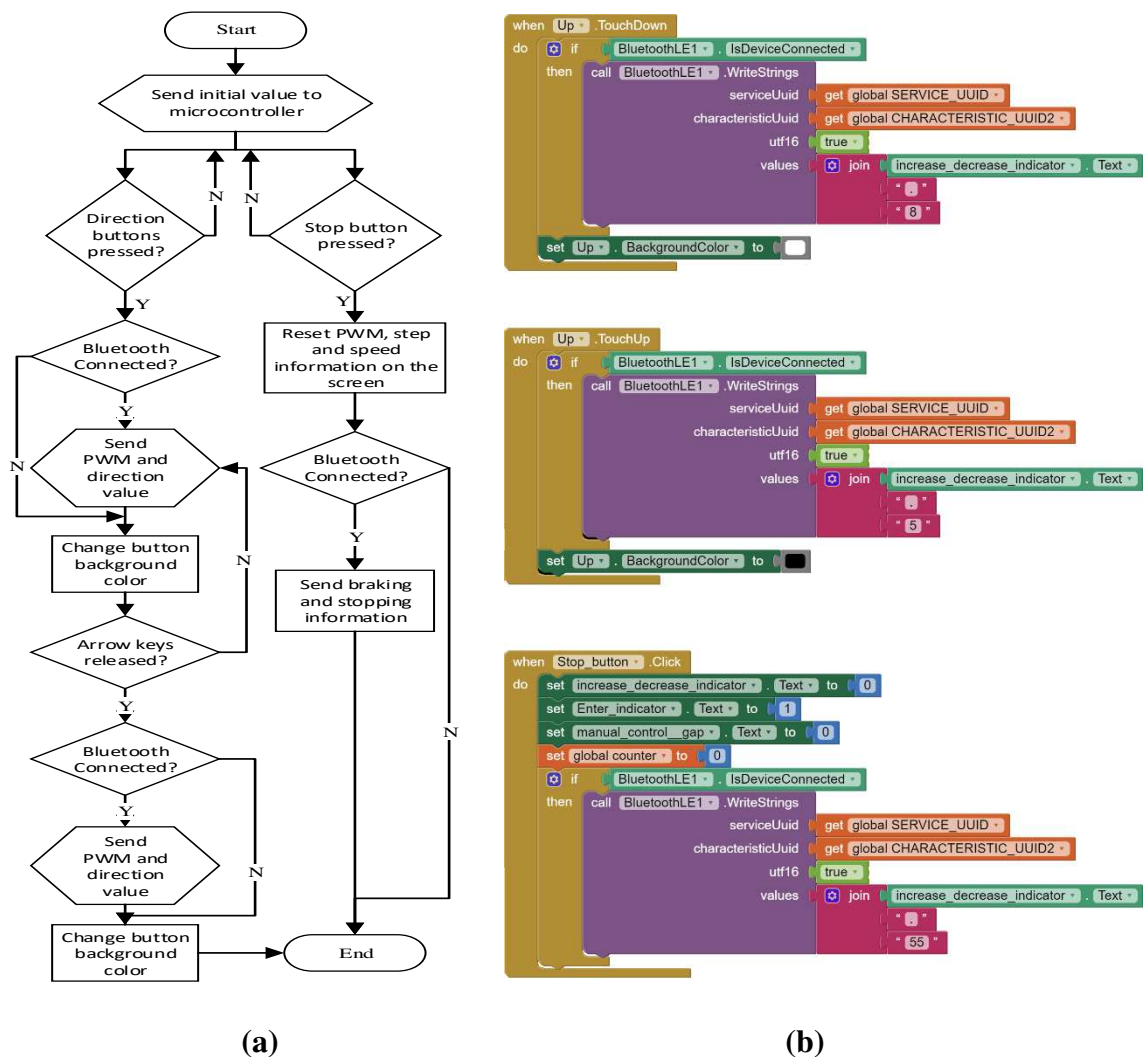 Start
Send initial value to
microcontroller
N
N
Direction
buttons
pressed?
Stop button
pressed?
Y
Y
Bluetooth
Connected?
Reset PWM, step
and speed
information on the
screen
Y
Send
PWM and
direction
value
N
Bluetooth
Connected?
Change button
background
color
N
Y
Send braking
and stopping
information
Arrow keys
released?
Y
N
Bluetooth
Connected?
Y
Send
PWM and
direction
value
N
Change button
background
color
End
(a)
when Up .TouchDown
do if BluetoothLE1 . IsDeviceConnected
then call BluetoothLE1 .WriteStrings
serviceUuid get global SERVICE_UUID
characteristicUuid get global CHARACTERISTIC_UUID2
utf16 true
values join increase_decrease_indicator . Text
" . "
" 8 "
set Up . BackgroundColor to
when Up .TouchUp
do if BluetoothLE1 . IsDeviceConnected
then call BluetoothLE1 .WriteStrings
serviceUuid get global SERVICE_UUID
characteristicUuid get global CHARACTERISTIC_UUID2
utf16 true
values join increase_decrease_indicator . Text
" . "
" 5 "
set Up . BackgroundColor to
when Stop_button .Click
do set increase_decrease_indicator . Text to 0
set Enter_indicator . Text to 1
set manual_control__gap . Text to 0
set global counter to 0
if BluetoothLE1 . IsDeviceConnected
then call BluetoothLE1 .WriteStrings
serviceUuid get global SERVICE_UUID
characteristicUuid get global CHARACTERISTIC_UUID2
utf16 true
values join increase_decrease_indicator . Text
" . "
" 55 "
(b)